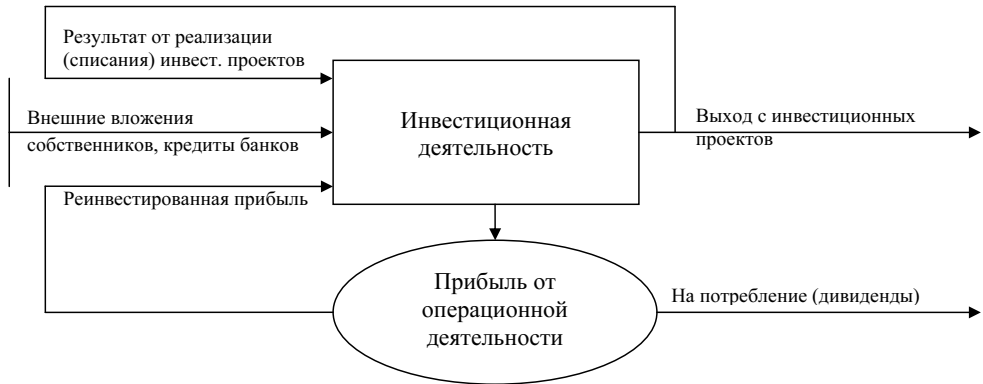 Результат от реализации
(списания) инвест. проектов
Внешние вложения
собственников, кредиты банков
Реинвестированная прибыль
Инвестиционная
деятельность
Выход с инвестиционных
проектов
Прибыль от
операционной
деятельности
На потребление (дивиденды)